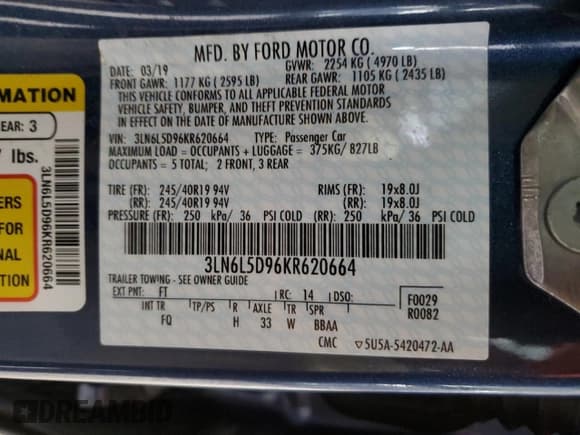 MFD. BY FORD MOTOR CO.
DATE: 03/19 GVWR: 2254 KG ( 4970 LB)
FRONT GAWR: 1177 KG ( 2595 LB) REAR GAWR: 1105 KG ( 2435 LB)
THIS VEHICLE CONFORMS TO ALL APPLICABLE FEDERAL MOTOR
VEHICLE SAFETY, BUMPER, AND THEFT PREVENTION STANDARDS
IN EFFECT ON THE DATE OF MANUFACTURE SHOWN ABOVE.
VIN: 3LN6L5D96KR620664 TYPE: Passenger Car
MAXIMUM LOAD = OCCUPANTS + LUGGAGE = 375KG/ 827LB
OCCUPANTS = 5 TOTAL; 2 FRONT, 3 REAR
TIRE (FR): 245/40R19 94V RIMS (FR): 19x8.0J
(RR): 245/40R19 94V (RR): 19x8.0J
PRESSURE (FR): 250 kPa/ 36 PSI COLD (RR): 250 kPa/ 36 PSI COLD
3LN6L5D96KR620664
TRAILER TOWING - SEE OWNER GUIDE
EXT PNT: FT RC: 14 DSO: F0029
INT TR TP/PS R AXLE TR SPR R0082
FQ H 33 W BBAA
CMC 5U5A-5420472-AA
RMATION
EAR: 3
lbs.
ERS
FOR
NAL
ON
3LN6L5D96KR620664
DREAMBID